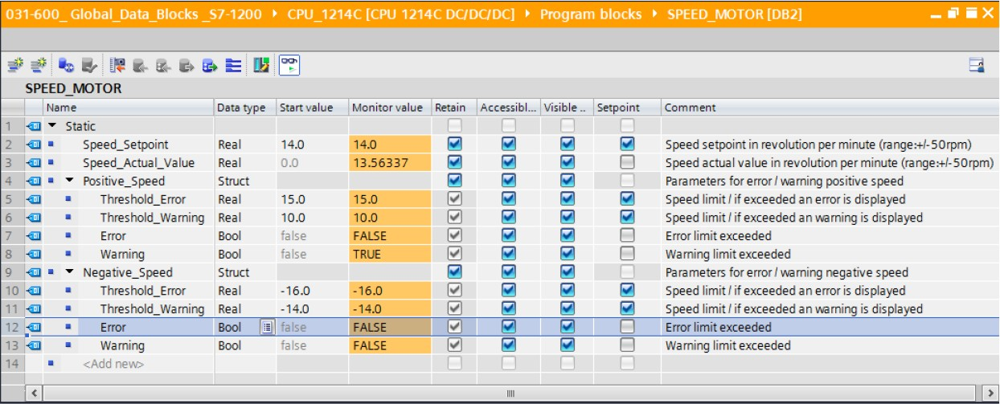 031-600_ Global_Data_Blocks _S7-1200 ▸ CPU_1214C [CPU 1214C DC/DC/DC] ▸ Program blocks ▸ SPEED_MOTOR [DB2]
SPEED_MOTOR
Name Data type Start value Monitor value Retain Accessibl... Visible .. Setpoint Comment
1 Static
2 Speed_Setpoint Real 14.0 14.0 Speed setpoint in revolution per minute (range:+/-50rpm)
3 Speed_Actual_Value Real 0.0 13.56337 Speed actual value in revolution per minute (range:+/-50rpm)
4 Positive_Speed Struct Parameters for error / warning positive speed
5 Threshold_Error Real 15.0 15.0 Speed limit / if exceeded an error is displayed
6 Threshold_Warning Real 10.0 10.0 Speed limit / if exceeded an warning is displayed
7 Error Bool false FALSE Error limit exceeded
8 Warning Bool false TRUE Warning limit exceeded
9 Negative_Speed Struct Parameters for error / warning negative speed
10 Threshold_Error Real -16.0 -16.0 Speed limit / if exceeded an error is displayed
11 Threshold_Warning Real -14.0 -14.0 Speed limit / if exceeded an warning is displayed
12 Error Bool false FALSE Error limit exceeded
13 Warning Bool false FALSE Warning limit exceeded
14 <Add new>